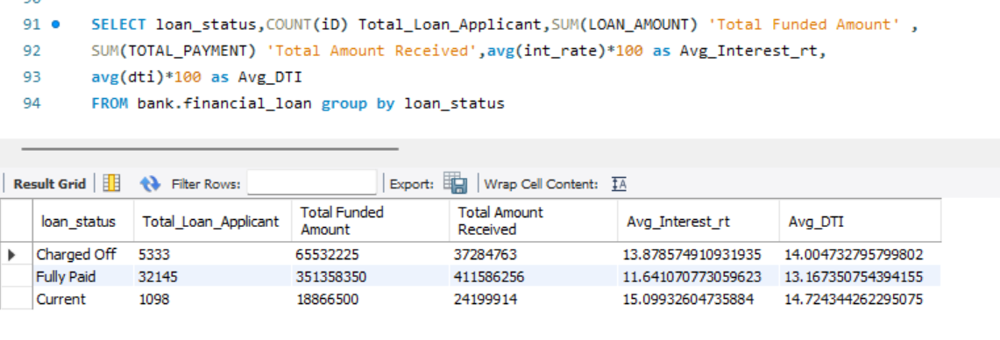 90
91 SELECT loan_status,COUNT(iD) Total_Loan_Applicant,SUM(LOAN_AMOUNT) 'Total Funded Amount' ,
92 SUM(TOTAL_PAYMENT) 'Total Amount Received',avg(int_rate)*100 as Avg_Interest_rt,
93 avg(dti)*100 as Avg_DTI
94 FROM bank.financial_loan group by loan_status
Result Grid Filter Rows: Export: Wrap Cell Content: IA
loan_status Total_Loan_Applicant Total Funded Amount Total Amount Received Avg_Interest_rt Avg_DTI
Charged Off 5333 65532225 37284763 13.878574910931935 14.004732795799802
Fully Paid 32145 351358350 411586256 11.641070773059623 13.167350754394155
Current 1098 18866500 24199914 15.09932604735884 14.724344262295075